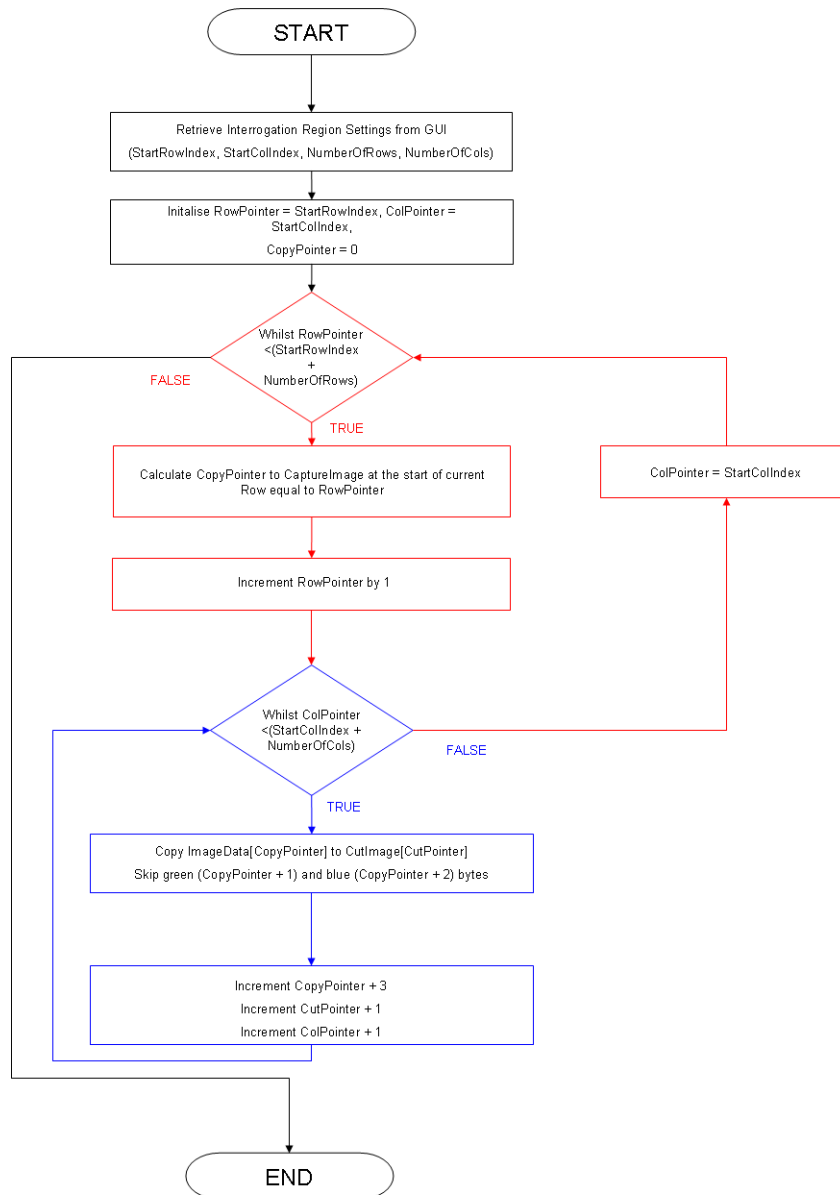 START
Retrieve Interrogation Region Settings from GUI
(StartRowIndex, StartColIndex, NumberOfRows, NumberOfCols)
Initalise RowPointer = StartRowIndex, ColPointer =
StartColIndex,
CopyPointer = 0
Whilst RowPointer
<(StartRowIndex
+
NumberOfRows)
FALSE
TRUE
Calculate CopyPointer to CaptureImage at the start of current
Row equal to RowPointer
ColPointer = StartColIndex
Increment RowPointer by 1
Whilst ColPointer
<(StartColIndex +
NumberOfCols)
FALSE
TRUE
Copy ImageData[CopyPointer] to CutImage[CutPointer]
Skip green (CopyPointer + 1) and blue (CopyPointer + 2) bytes
Increment CopyPointer + 3
Increment CutPointer + 1
Increment ColPointer + 1
END